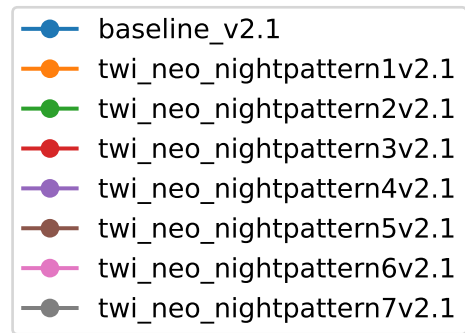 baseline_v2.1
twi_neo_nightpattern1v2.1
twi_neo_nightpattern2v2.1
twi_neo_nightpattern3v2.1
twi_neo_nightpattern4v2.1
twi_neo_nightpattern5v2.1
twi_neo_nightpattern6v2.1
twi_neo_nightpattern7v2.1